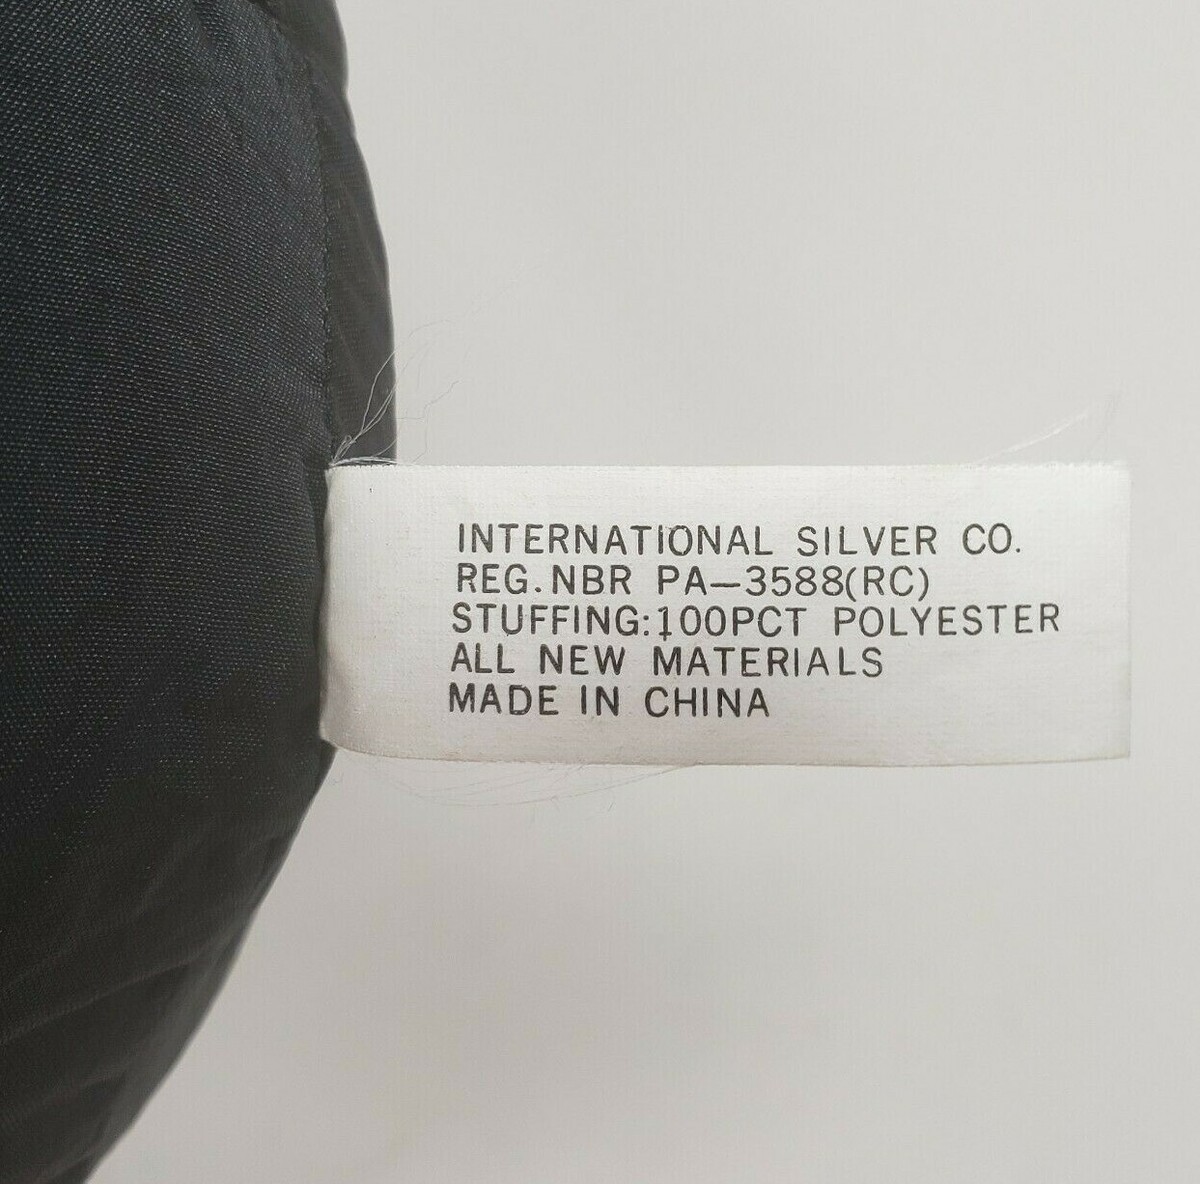 INTERNATIONAL SILVER CO.
REG. NBR PA-3588(RC)
STUFFING:100PCT POLYESTER
ALL NEW MATERIALS
MADE IN CHINA